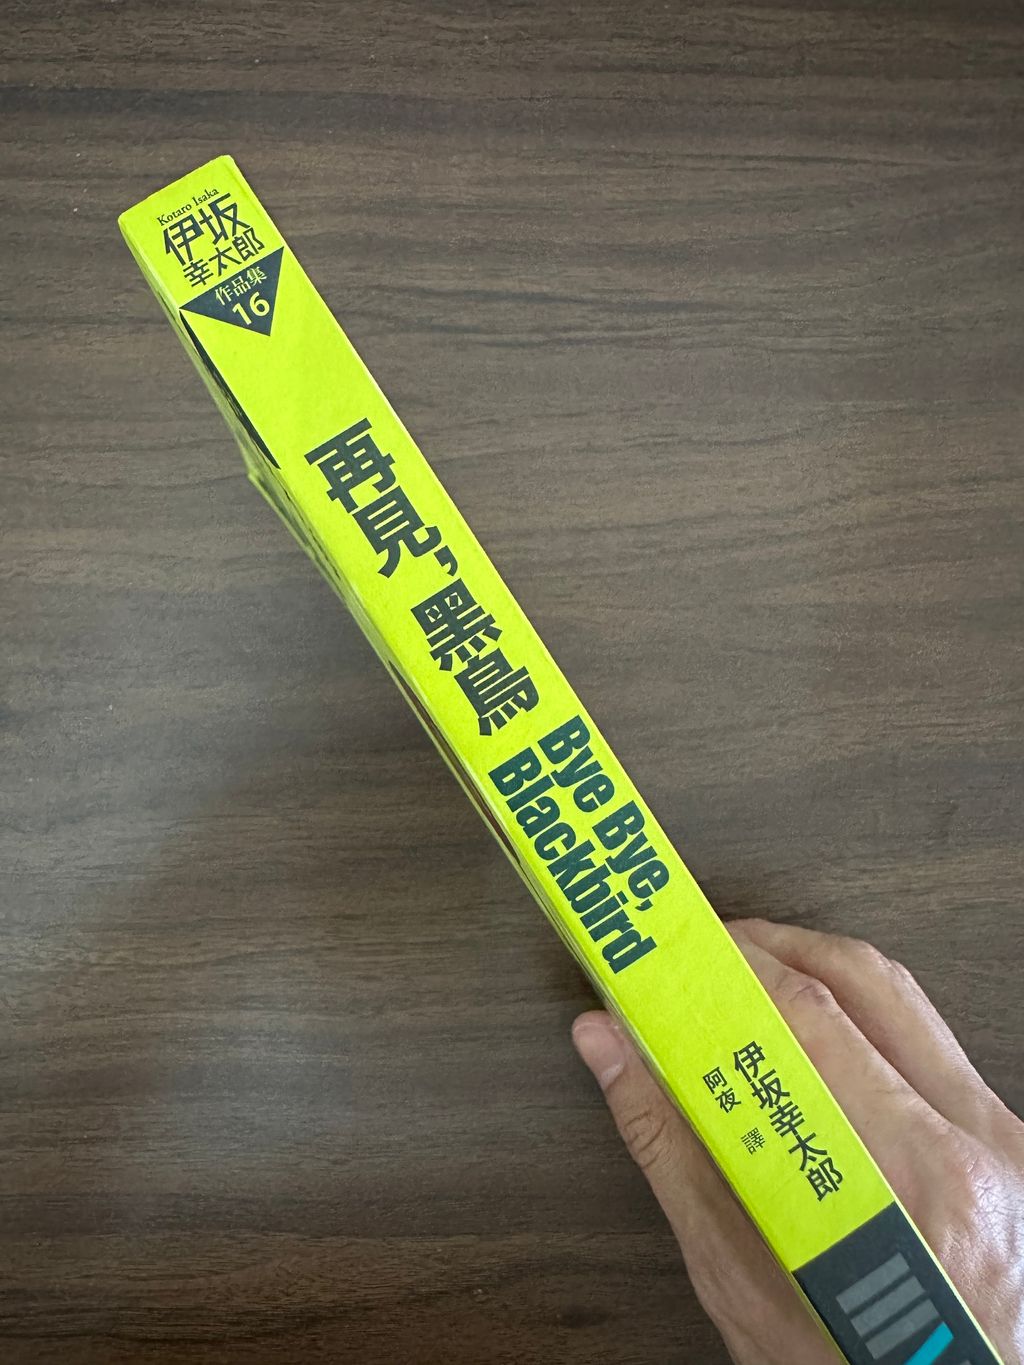 Kotaro Isaka
伊坂
幸太郎
作品集
16
再見，黑鳥
Bye Bye,
Blackbird
伊坂幸太郎
阿夜 譯